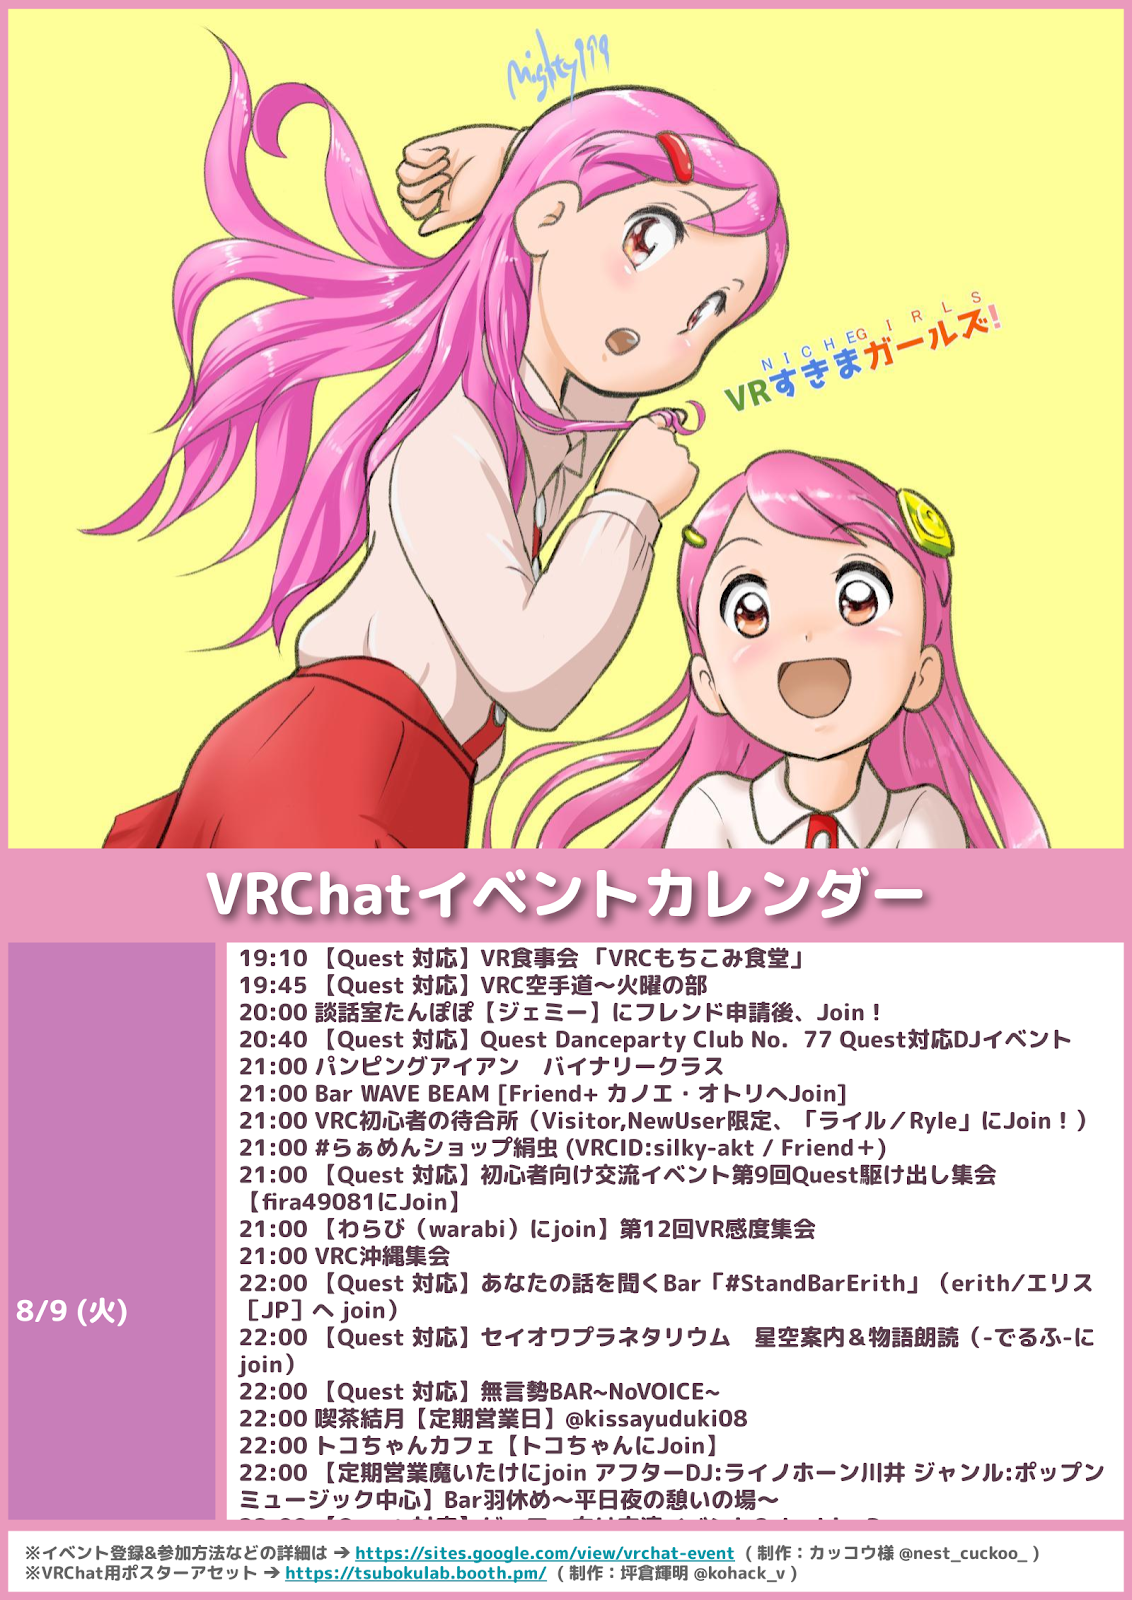 mighty199
NICHE GIRLS
VRすきまガールズ!
VRChatイベントカレンダー
8/9 (火)
19:10 【Quest 対応】VR食事会 「VRCもちこみ食堂」
19:45 【Quest 対応】VRC空手道〜火曜の部
20:00 談話室たんぽぽ【ジェミー】にフレンド申請後、Join！
20:40 【Quest 対応】Quest Danceparty Club No．77 Quest対応DJイベント
21:00 パンピングアイアン　バイナリークラス
21:00 Bar WAVE BEAM [Friend+ カノエ・オトリへJoin]
21:00 VRC初心者の待合所（Visitor,NewUser限定、「ライル／Ryle」にJoin！）
21:00 #らぁめんショップ絹虫 (VRCID:silky-akt / Friend＋)
21:00 【Quest 対応】初心者向け交流イベント第9回Quest駆け出し集会
【fira49081にJoin】
21:00 【わらび（warabi）にjoin】第12回VR感度集会
21:00 VRC沖縄集会
22:00 【Quest 対応】あなたの話を聞くBar「#StandBarErith」（erith/エリス
［JP］へ join）
22:00 【Quest 対応】セイオワプラネタリウム　星空案内＆物語朗読（-でるふ-に
join）
22:00 【Quest 対応】無言勢BAR~NoVOICE~
22:00 喫茶結月【定期営業日】@kissayuduki08
22:00 トコちゃんカフェ【トコちゃんにJoin】
22:00 【定期営業魔いたけにjoin アフターDJ:ライノホーン川井 ジャンル:ポップン
ミュージック中心】Bar羽休め〜平日夜の憩いの場〜
※イベント登録&参加方法などの詳細は ➔ https://sites.google.com/view/vrchat-event （ 制作：カッコウ様 @nest_cuckoo_ ）
※VRChat用ポスターアセット ➔ https://tsubokulab.booth.pm/ （ 制作：坪倉輝明 @kohack_v ）